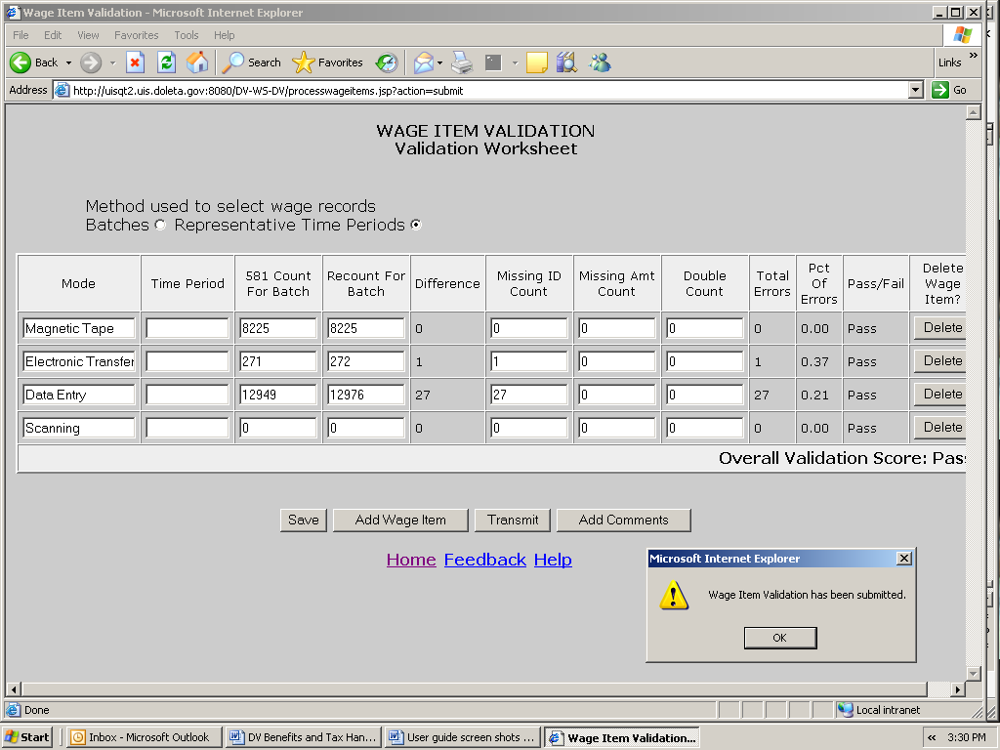 Wage Item Validation - Microsoft Internet Explorer
File Edit View Favorites Tools Help
Back Search Favorites Links »
Address http://uisqt2.uis.doleta.gov:8080/DV-WS-DV/processwageitems.jsp?action=submit Go
WAGE ITEM VALIDATION
Validation Worksheet
Method used to select wage records
Batches Representative Time Periods
Mode Time Period 581 Count For Batch Recount For Batch Difference Missing ID Count Missing Amt Count Double Count Total Errors Pct Of Errors Pass/Fail Delete Wage Item?
Magnetic Tape 8225 8225 0 0 0 0 0 0.00 Pass Delete
Electronic Transfer 271 272 1 1 0 0 1 0.37 Pass Delete
Data Entry 12949 12976 27 27 0 0 27 0.21 Pass Delete
Scanning 0 0 0 0 0 0 0 0.00 Pass Delete
Overall Validation Score: Pas
Save Add Wage Item Transmit Add Comments
Home Feedback Help
Microsoft Internet Explorer
Wage Item Validation has been submitted.
OK
Done Local intranet
Start Inbox - Microsoft Outlook DV Benefits and Tax Han... User guide screen shots ... Wage Item Validation... « 3:30 PM